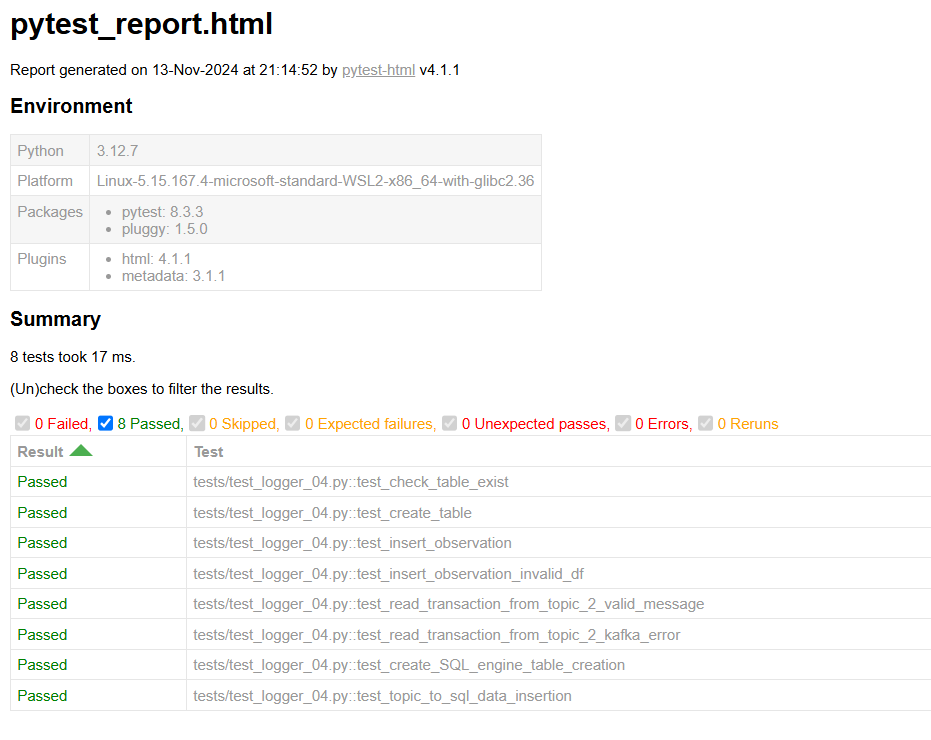 pytest_report.html
Report generated on 13-Nov-2024 at 21:14:52 by pytest-html v4.1.1
Environment
Python 3.12.7
Platform Linux-5.15.167.4-microsoft-standard-WSL2-x86_64-with-glibc2.36
Packages • pytest: 8.3.3
• pluggy: 1.5.0
Plugins • html: 4.1.1
• metadata: 3.1.1
Summary
8 tests took 17 ms.
(Un)check the boxes to filter the results.
0 Failed, 8 Passed, 0 Skipped, 0 Expected failures, 0 Unexpected passes, 0 Errors, 0 Reruns
Result Test
Passed tests/test_logger_04.py::test_check_table_exist
Passed tests/test_logger_04.py::test_create_table
Passed tests/test_logger_04.py::test_insert_observation
Passed tests/test_logger_04.py::test_insert_observation_invalid_df
Passed tests/test_logger_04.py::test_read_transaction_from_topic_2_valid_message
Passed tests/test_logger_04.py::test_read_transaction_from_topic_2_kafka_error
Passed tests/test_logger_04.py::test_create_SQL_engine_table_creation
Passed tests/test_logger_04.py::test_topic_to_sql_data_insertion